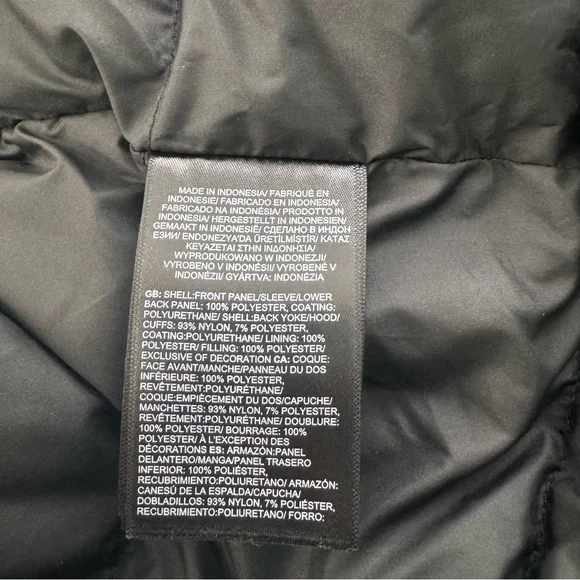 MADE IN INDONESIA/ FABRIQUÉ EN
INDONESIE/ FABRICADO EN INDONESIA/
FABRICADO NA INDONÉSIA/ PRODOTTO IN
INDONESIA/ HERGESTELLT IN INDONESIEN/
GEMAAKT IN INDONESIË/ СДЕЛАНО В ИНДОН
ЕЗИИ/ ENDONEZYA'DA ÜRETİLMİŞTİR/ ΚΑΤΑΣ
ΚΕΥΑΖΕΤΑΙ ΣΤΗΝ ΙΝΔΟΝΗΣΙΑ/
WYPRODUKOWANO W INDONEZJI/
VYROBENO V INDONÉSII/ VYROBENÉ V
INDONÉZII/ GYÁRTVA: INDONÉZIA
GB: SHELL:FRONT PANEL/SLEEVE/LOWER
BACK PANEL: 100% POLYESTER, COATING:
POLYURETHANE/ SHELL:BACK YOKE/HOOD/
CUFFS: 93% NYLON, 7% POLYESTER,
COATING:POLYURETHANE/ LINING: 100%
POLYESTER/ FILLING: 100% POLYESTER/
EXCLUSIVE OF DECORATION CA: COQUE:
FACE AVANT/MANCHE/PANNEAU DU DOS
INFÉRIEURE: 100% POLYESTER,
REVÊTEMENT:POLYURÉTHANE/
COQUE:EMPIÈCEMENT DU DOS/CAPUCHE/
MANCHETTES: 93% NYLON, 7% POLYESTER,
REVÊTEMENT:POLYURÉTHANE/ DOUBLURE:
100% POLYESTER/ BOURRAGE: 100%
POLYESTER/ À L'EXCEPTION DES
DÉCORATIONS ES: ARMAZÓN:PANEL
DELANTERO/MANGA/PANEL TRASERO
INFERIOR: 100% POLIÉSTER,
RECUBRIMIENTO:POLIURETANO/ ARMAZÓN:
CANESÚ DE LA ESPALDA/CAPUCHA/
DOBLADILLOS: 93% NYLON, 7% POLIÉSTER,
RECUBRIMIENTO:POLIURETANO/ FORRO: